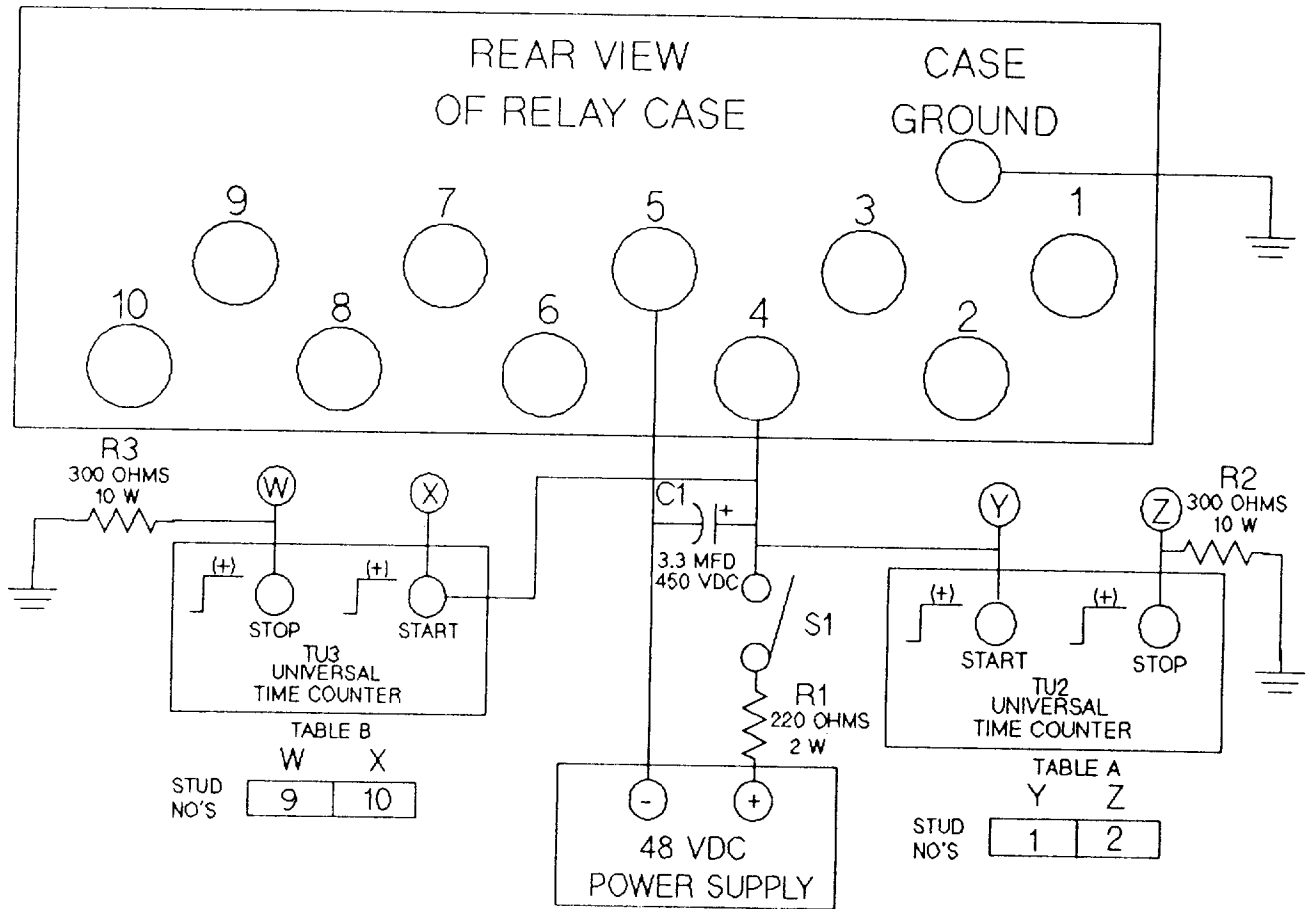 REAR VIEW
OF RELAY CASE
CASE
GROUND
9
7
5
3
1
10
8
6
4
2
R3
300 OHMS
10 W
W
X
C1
+
3.3 MFD
450 VDC
Y
Z
R2
300 OHMS
10 W
(+)
(+)
STOP
START
TU3
UNIVERSAL
TIME COUNTER
S1
(+)
(+)
START
STOP
TU2
UNIVERSAL
TIME COUNTER
R1
220 OHMS
2 W
TABLE B
W X
STUD
NO'S
9 10
TABLE A
Y Z
STUD
NO'S
1 2
- +
48 VDC
POWER SUPPLY